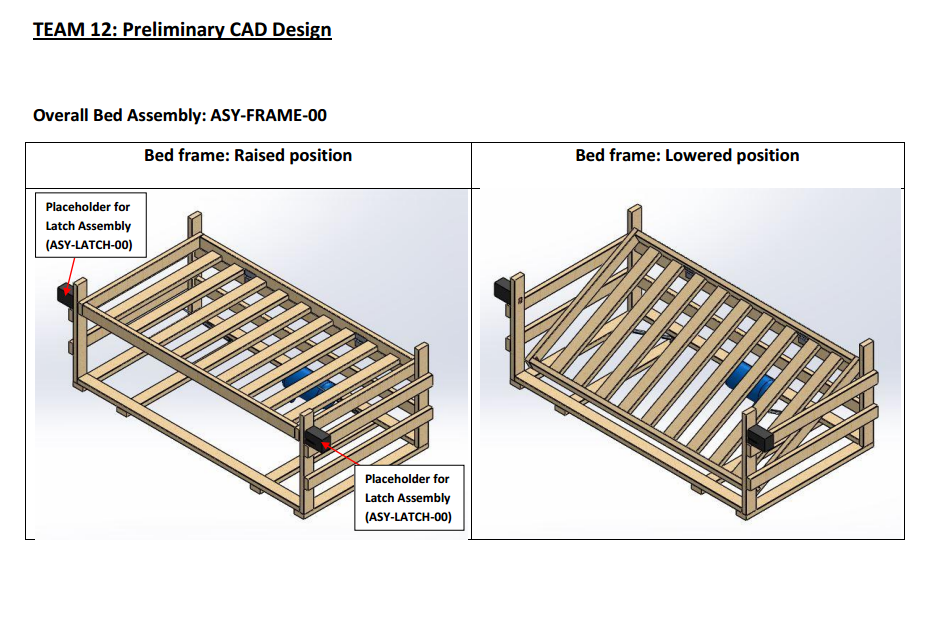 TEAM 12: Preliminary CAD Design
Overall Bed Assembly: ASY-FRAME-00
Bed frame: Raised position
Bed frame: Lowered position
Placeholder for
Latch Assembly
(ASY-LATCH-00)
Placeholder for
Latch Assembly
(ASY-LATCH-00)